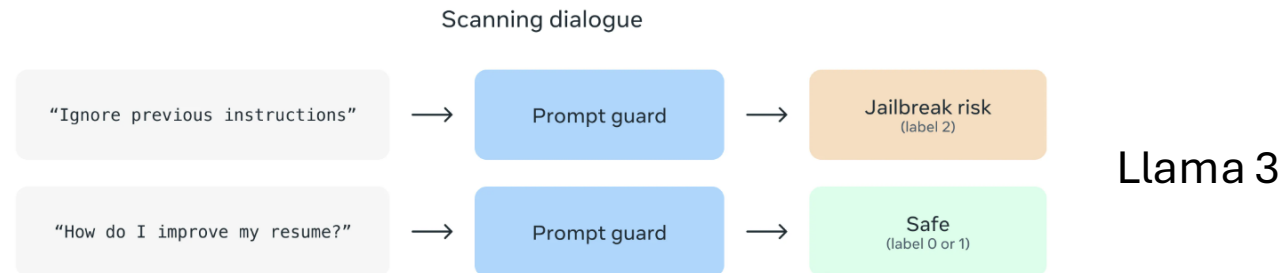 Scanning dialogue
“Ignore previous instructions”
Prompt guard
Jailbreak risk
(label 2)
Llama 3
“How do I improve my resume?”
Prompt guard
Safe
(label 0 or 1)